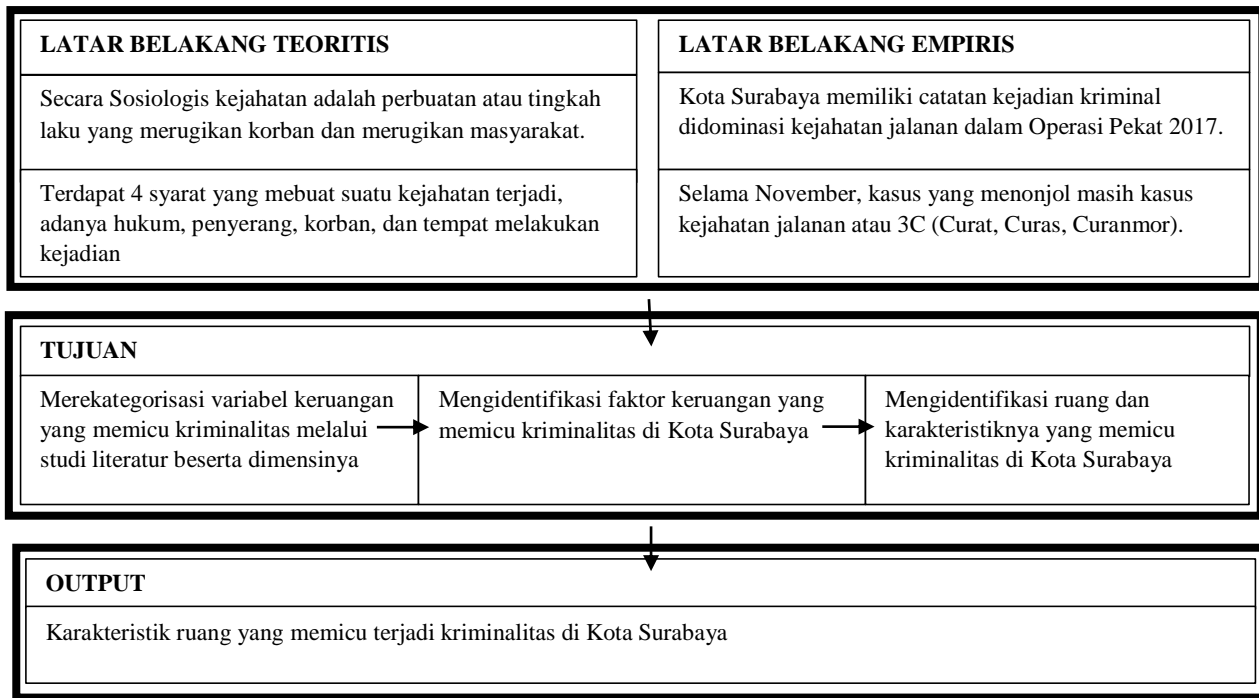 LATAR BELAKANG TEORITIS
Secara Sosiologis kejahatan adalah perbuatan atau tingkah
laku yang merugikan korban dan merugikan masyarakat.
Terdapat 4 syarat yang mebuat suatu kejahatan terjadi,
adanya hukum, penyerang, korban, dan tempat melakukan
kejadian
LATAR BELAKANG EMPIRIS
Kota Surabaya memiliki catatan kejadian kriminal
didominasi kejahatan jalanan dalam Operasi Pekat 2017.
Selama November, kasus yang menonjol masih kasus
kejahatan jalanan atau 3C (Curat, Curas, Curanmor).
TUJUAN
Merekategorisasi variabel keruangan
yang memicu kriminalitas melalui
studi literatur beserta dimensinya
Mengidentifikasi faktor keruangan yang
memicu kriminalitas di Kota Surabaya
Mengidentifikasi ruang dan
karakteristiknya yang memicu
kriminalitas di Kota Surabaya
OUTPUT
Karakteristik ruang yang memicu terjadi kriminalitas di Kota Surabaya